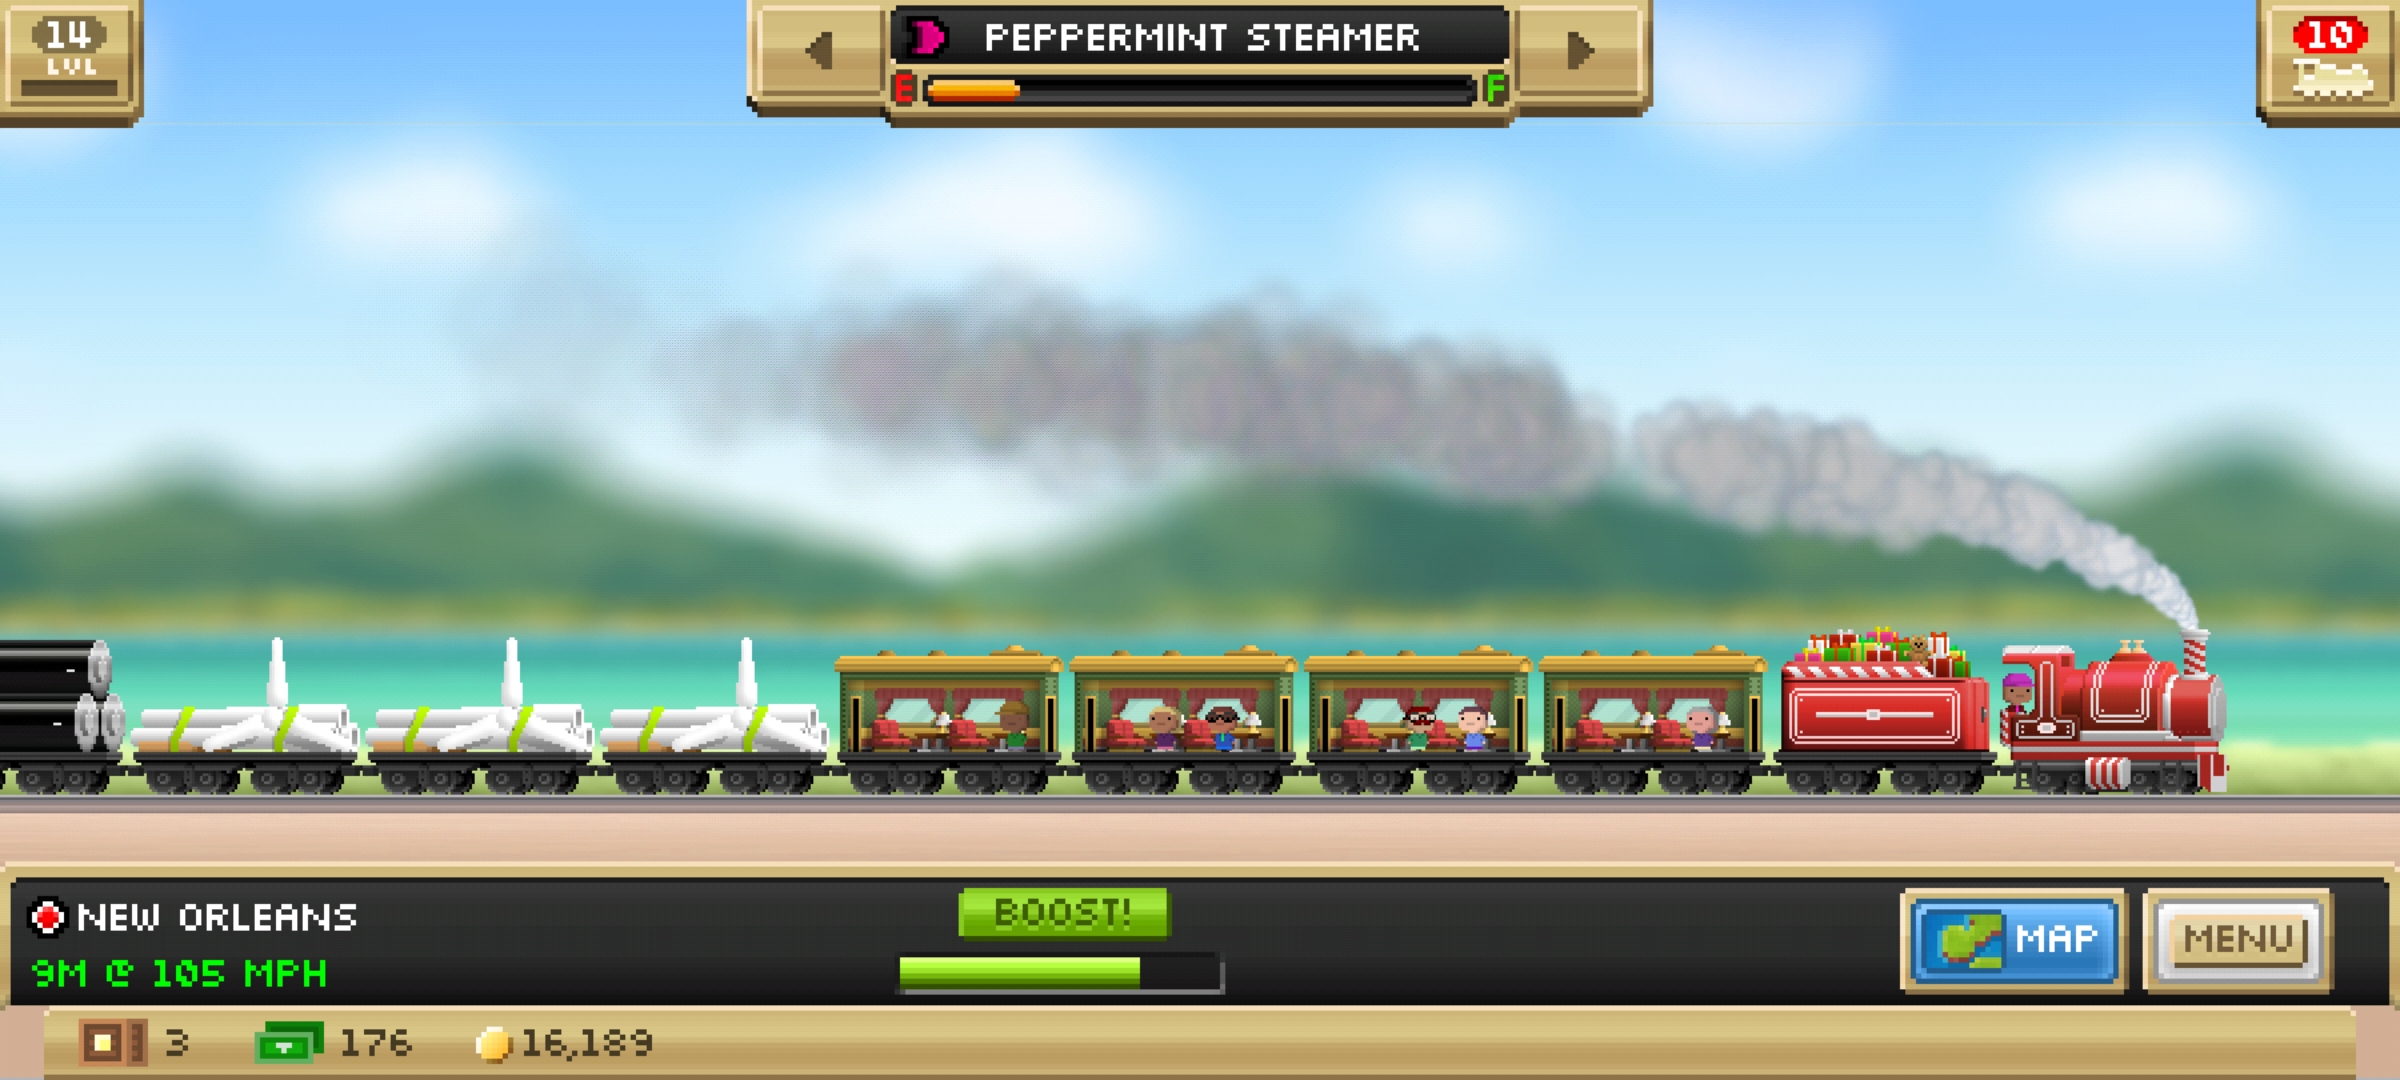 14
LVL
PEPPERMINT STEAMER
E F
10
NEW ORLEANS
9M @ 105 MPH
BOOST!
MAP
MENU
3 176 16,189